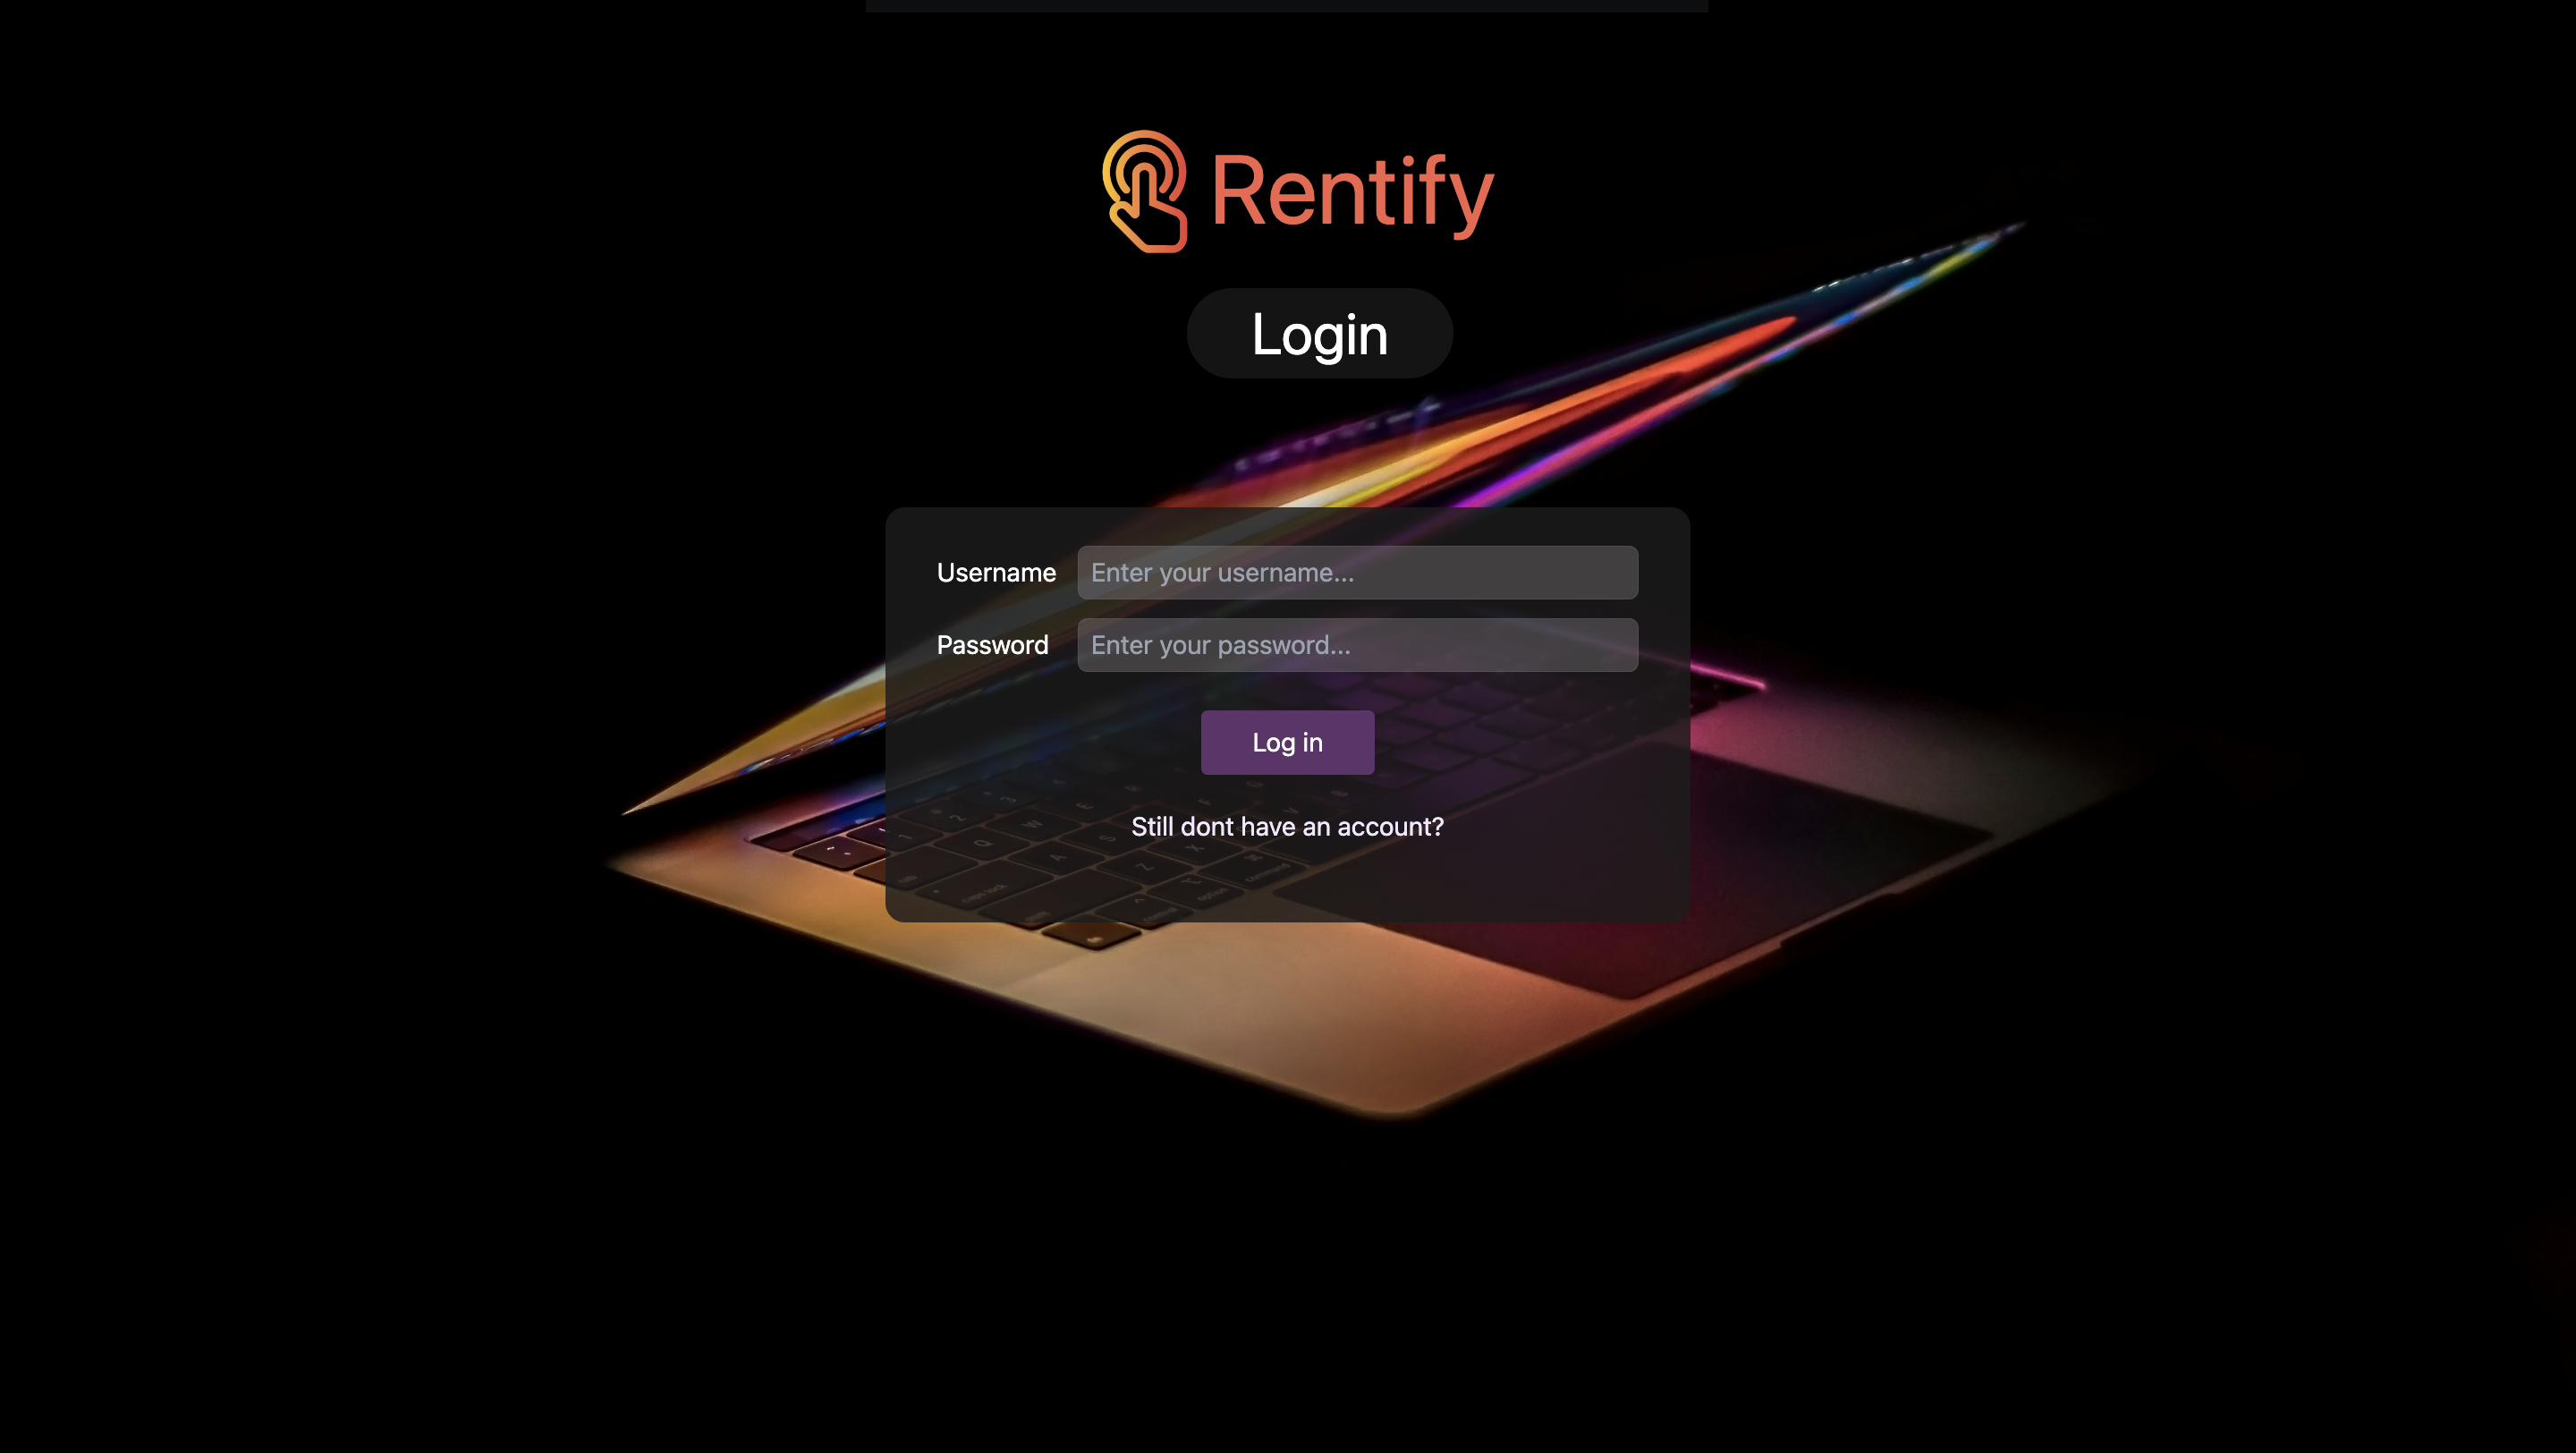 Rentify
Login
Username Enter your username...
Password Enter your password...
Log in
Still dont have an account?